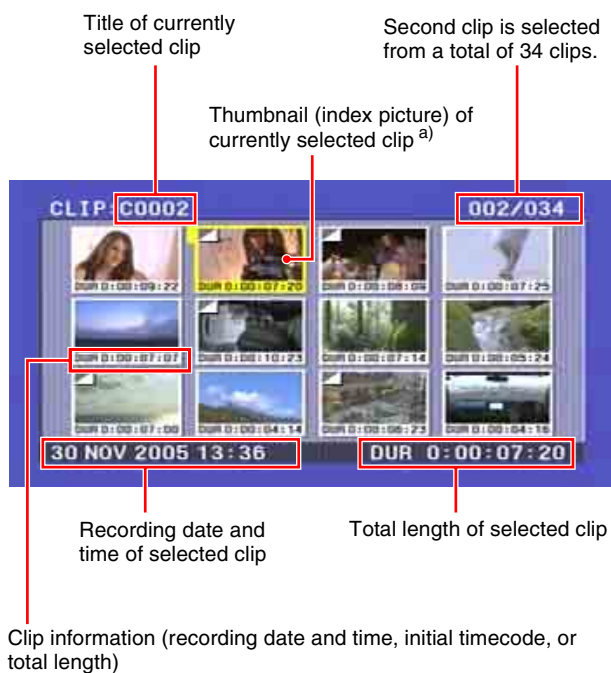 Title of currently
selected clip
Second clip is selected
from a total of 34 clips.
Thumbnail (index picture) of
currently selected clip a)
CLIP:C0002
002/034
DUR 0:00:09:22
DUR 0:00:07:20
DUR 0:00:08:09
DUR 0:00:07:25
DUR 0:00:07:07
DUR 0:00:10:23
DUR 0:00:07:14
DUR 0:00:05:24
DUR 0:00:07:00
DUR 0:00:04:14
DUR 0:00:06:23
DUR 0:00:04:16
30 NOV 2005 13:36
DUR 0:00:07:20
Recording date and
time of selected clip
Total length of selected clip
Clip information (recording date and time, initial timecode, or
total length)